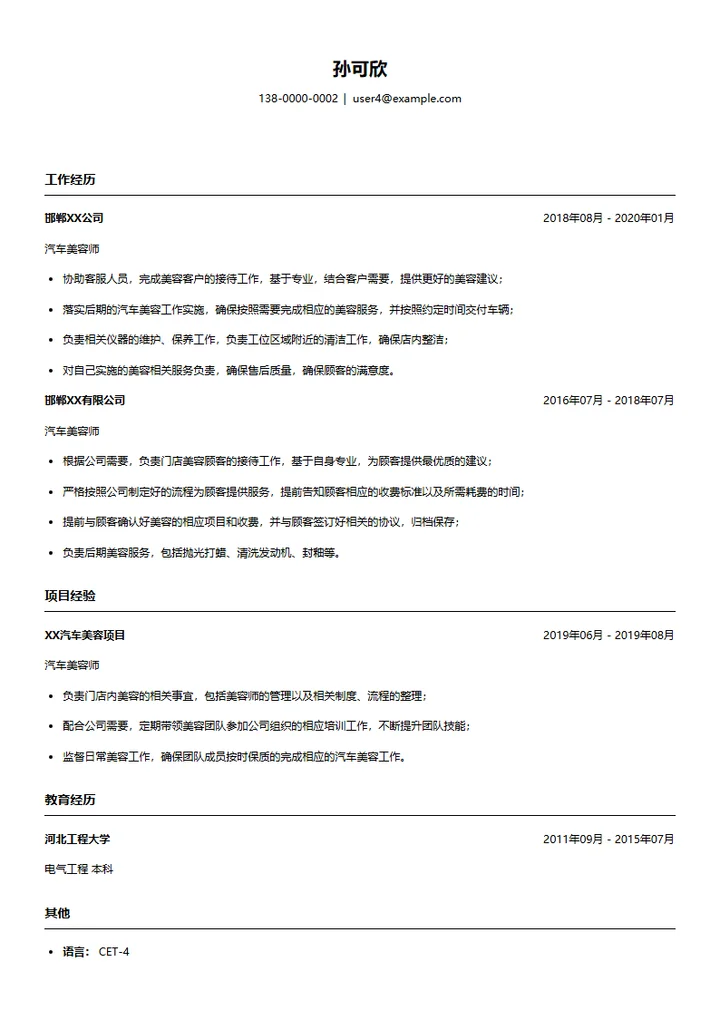 孙可欣
138-0000-0002 | user4@example.com
工作经历
邯郸XX公司 2018年08月 - 2020年01月
汽车美容师
• 协助客服人员，完成美容客户的接待工作，基于专业，结合客户需要，提供更好的美容建议；
• 落实后期的汽车美容工作实施，确保按照需要完成相应的美容服务，并按照约定时间交付车辆；
• 负责相关仪器的维护、保养工作，负责工位区域附近的清洁工作，确保店内整洁；
• 对自己实施的美容相关服务负责，确保售后质量，确保顾客的满意度。
邯郸XX有限公司 2016年07月 - 2018年07月
汽车美容师
• 根据公司需要，负责门店美容顾客的接待工作，基于自身专业，为顾客提供最优质的建议；
• 严格按照公司制定好的流程为顾客提供服务，提前告知顾客相应的收费标准以及所需耗费的时间；
• 提前与顾客确认好美容的相应项目和收费，并与顾客签订好相关的协议，归档保存；
• 负责后期美容服务，包括抛光打蜡、清洗发动机、封釉等。
项目经验
XX汽车美容项目 2019年06月 - 2019年08月
汽车美容师
• 负责门店内美容的相关事宜，包括美容师的管理以及相关制度、流程的整理；
• 配合公司需要，定期带领美容团队参加公司组织的相应培训工作，不断提升团队技能；
• 监督日常美容工作，确保团队成员按时保质的完成相应的汽车美容工作。
教育经历
河北工程大学 2011年09月 - 2015年07月
电气工程 本科
其他
• 语言： CET-4